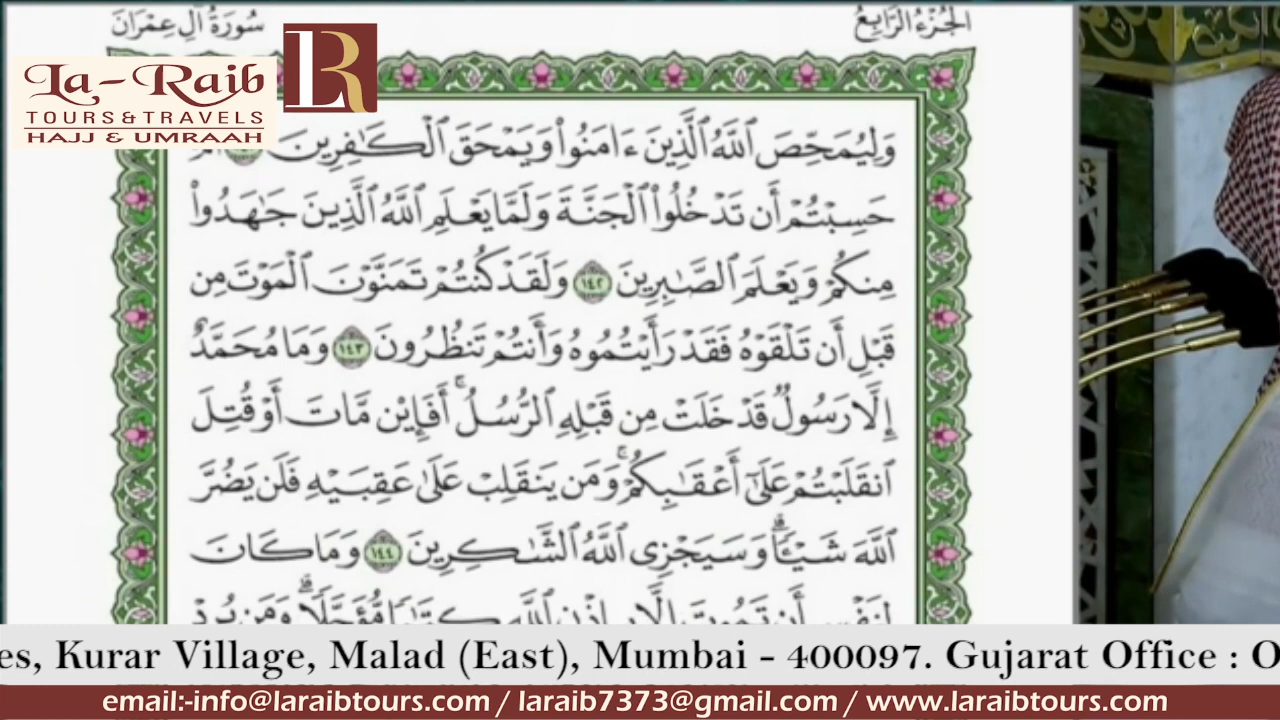 سُورَةُ آلِ عِمْرَانَ
الجُزْءُ الرَّابِعُ
La-Raib
TOURS & TRAVELS
HAJJ & UMRAAH
LR
وَلِيُمَحِّصَ ٱللَّهُ ٱلَّذِينَ ءَامَنُوا۟ وَيَمْحَقَ ٱلْكَـٰفِرِينَ
حَسِبْتُمْ أَن تَدْخُلُوا۟ ٱلْجَنَّةَ وَلَمَّا يَعْلَمِ ٱللَّهُ ٱلَّذِينَ جَـٰهَدُوا۟
مِنكُمْ وَيَعْلَمَ ٱلصَّـٰبِرِينَ ١٤٢ وَلَقَدْ كُنتُمْ تَمَنَّوْنَ ٱلْمَوْتَ مِن
قَبْلِ أَن تَلْقَوْهُ فَقَدْ رَأَيْتُمُوهُ وَأَنتُمْ تَنظُرُونَ ١٤٣ وَمَا مُحَمَّدٌ
إِلَّا رَسُولٌ قَدْ خَلَتْ مِن قَبْلِهِ ٱلرُّسُلُ ۚ أَفَإِي۟ن مَّاتَ أَوْ قُتِلَ
ٱنقَلَبْتُمْ عَلَىٰٓ أَعْقَـٰبِكُمْ ۚ وَمَن يَنقَلِبْ عَلَىٰ عَقِبَيْهِ فَلَن يَضُرَّ
ٱللَّهَ شَيْـًٔا ۗ وَسَيَجْزِى ٱللَّهُ ٱلشَّـٰكِرِينَ ١٤٤ وَمَا كَانَ
لِنَفْسٍ أَن تَمُوتَ إِلَّا بِإِذْنِ ٱللَّهِ كِتَـٰبًا مُّؤَجَّلًا ۗ وَمَن يُرِدْ
es, Kurar Village, Malad (East), Mumbai - 400097. Gujarat Office : O
email:-info@laraibtours.com / laraib7373@gmail.com / www.laraibtours.com